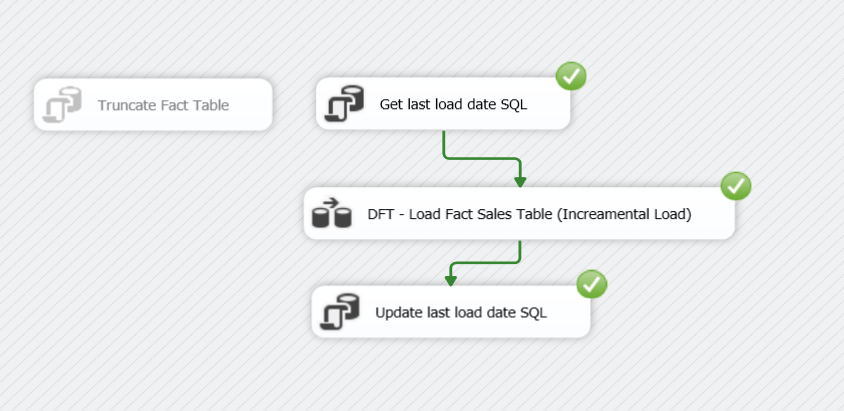 Truncate Fact Table
Get last load date SQL
DFT - Load Fact Sales Table (Increamental Load)
Update last load date SQL